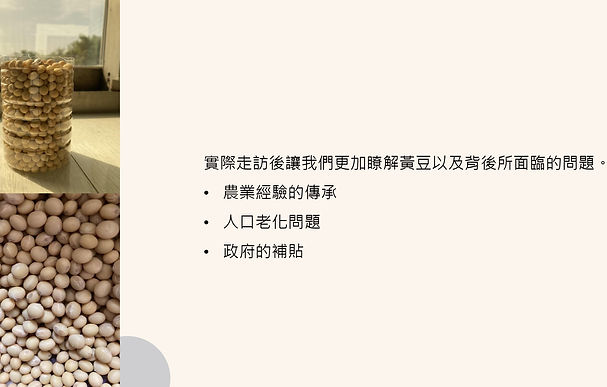 實際走訪後讓我們更加瞭解黃豆以及背後所面臨的問題。
• 農業經驗的傳承
• 人口老化問題
• 政府的補貼